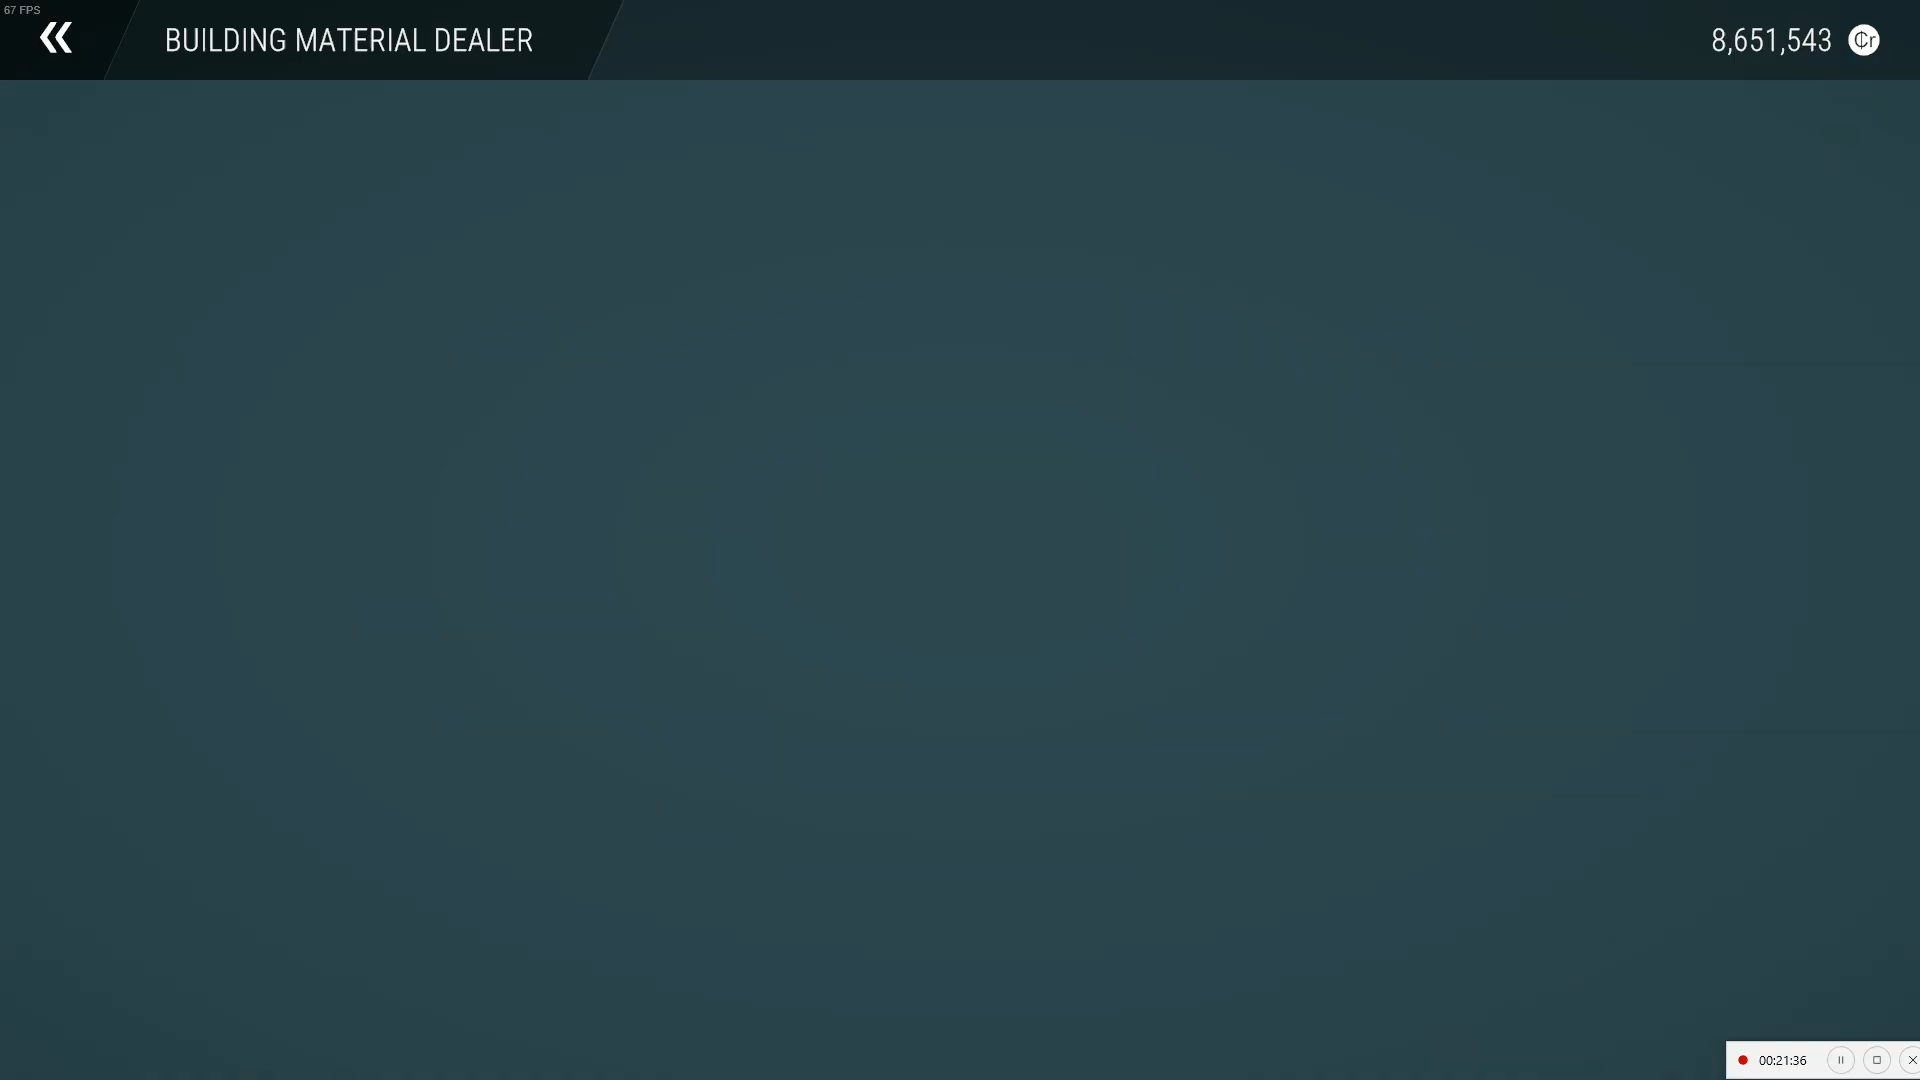 67 FPS
BUILDING MATERIAL DEALER
8,651,543 ₵r
00:21:36